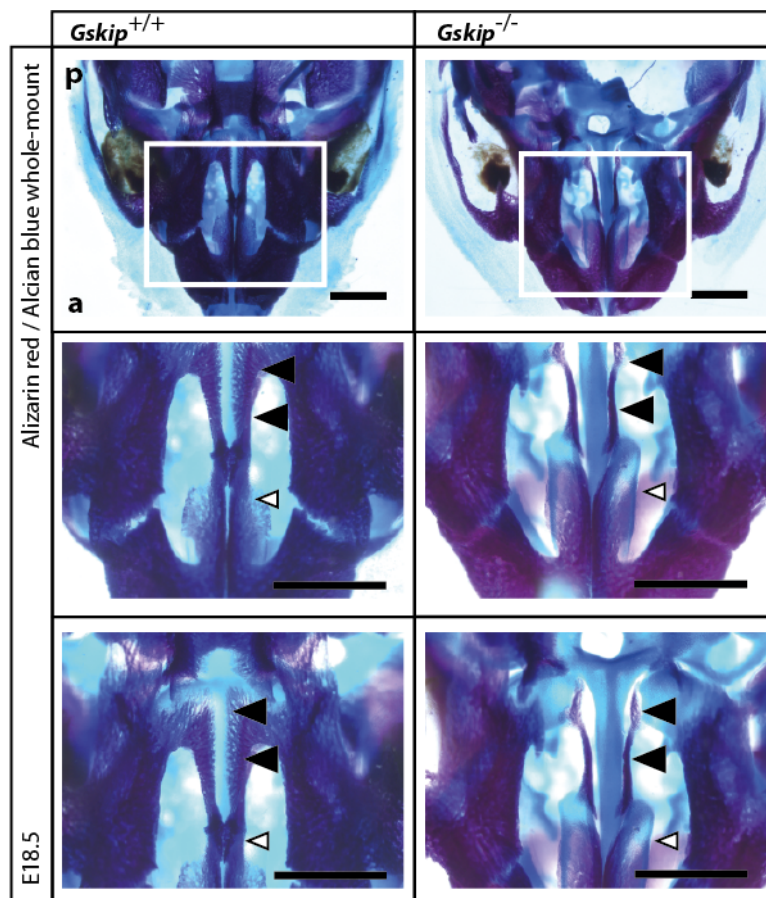 Gskip+/+
Gskip-/-
Alizarin red / Alcian blue whole-mount
E18.5
p
a